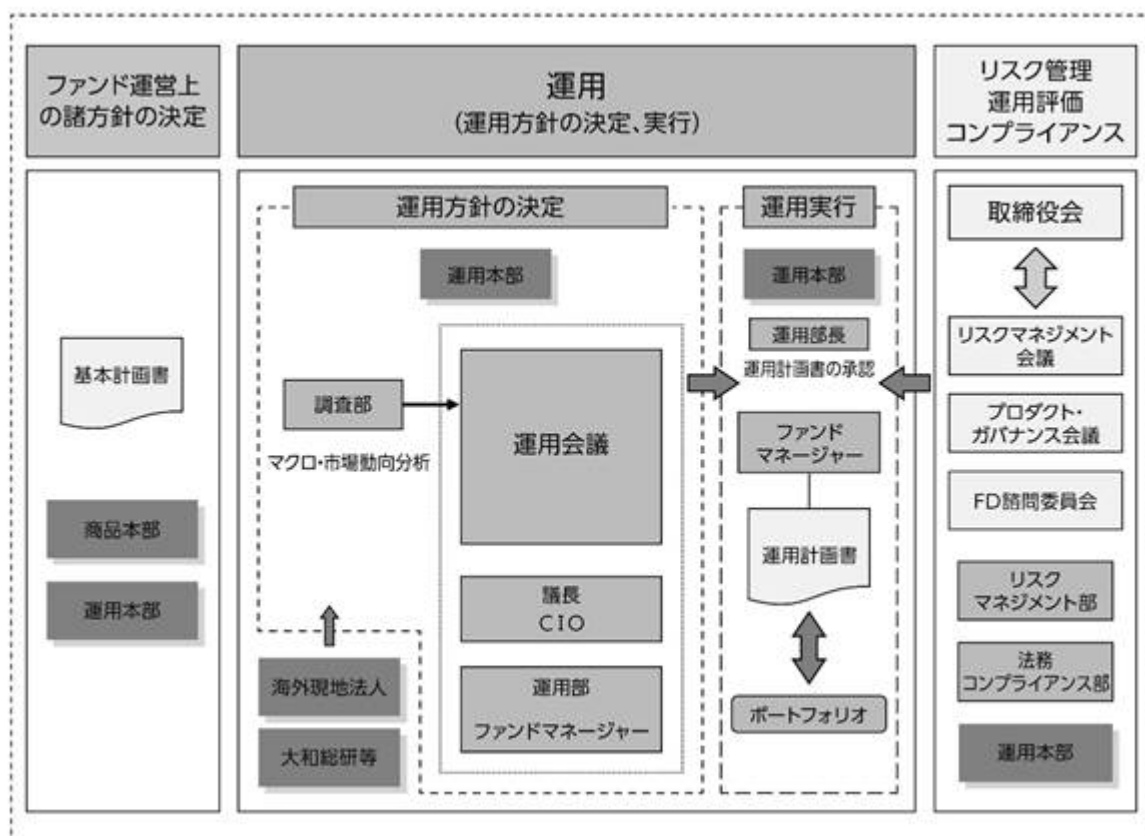 ファンド運営上
の諸方針の決定
運用
(運用方針の決定、実行)
リスク管理
運用評価
コンプライアンス
基本計画書
商品本部
運用本部
運用方針の決定
運用本部
調査部
マクロ・市場動向分析
運用会議
議長
CIO
運用部
ファンドマネージャー
海外現地法人
大和総研等
運用実行
運用本部
運用部長
運用計画書の承認
ファンド
マネージャー
運用計画書
ポートフォリオ
取締役会
リスクマネジメント
会議
プロダクト・
ガバナンス会議
FD諮問委員会
リスク
マネジメント部
法務
コンプライアンス部
運用本部